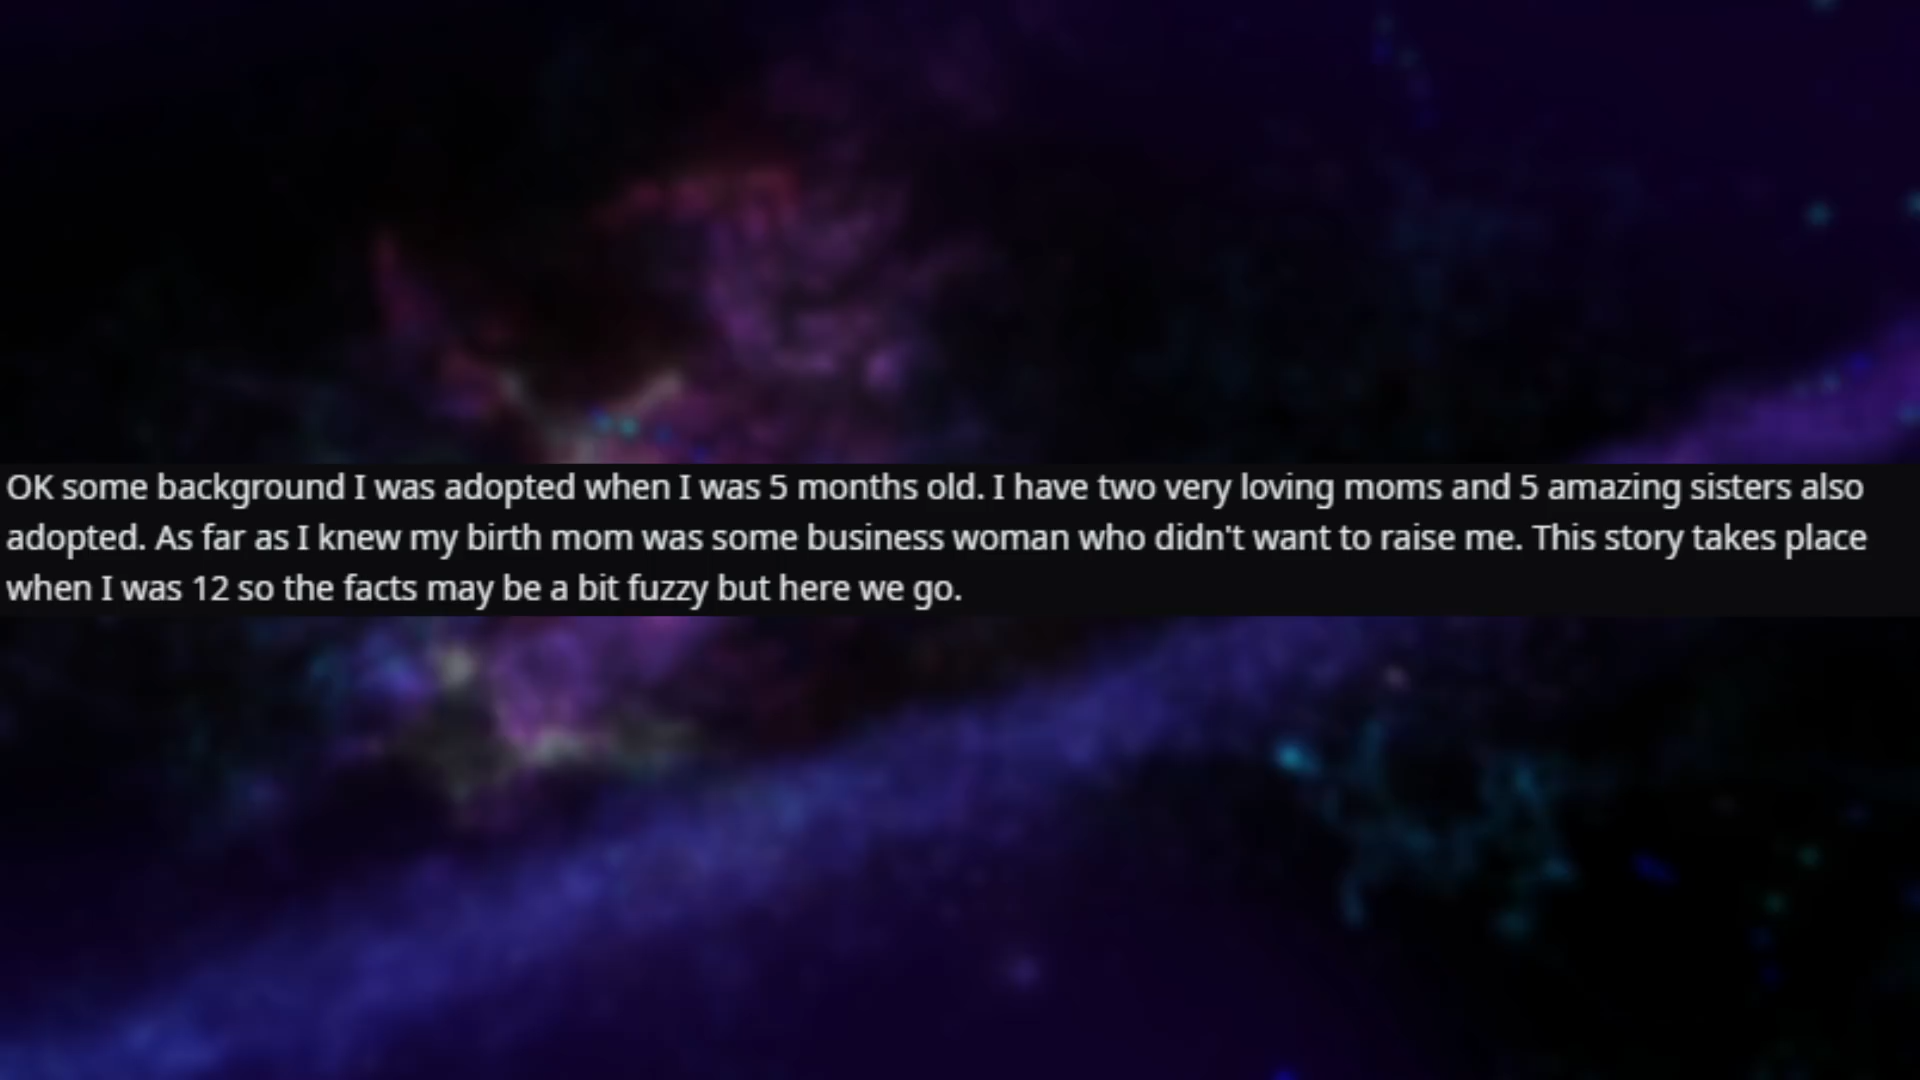 OK some background I was adopted when I was 5 months old. I have two very loving moms and 5 amazing sisters also
adopted. As far as I knew my birth mom was some business woman who didn't want to raise me. This story takes place
when I was 12 so the facts may be a bit fuzzy but here we go.